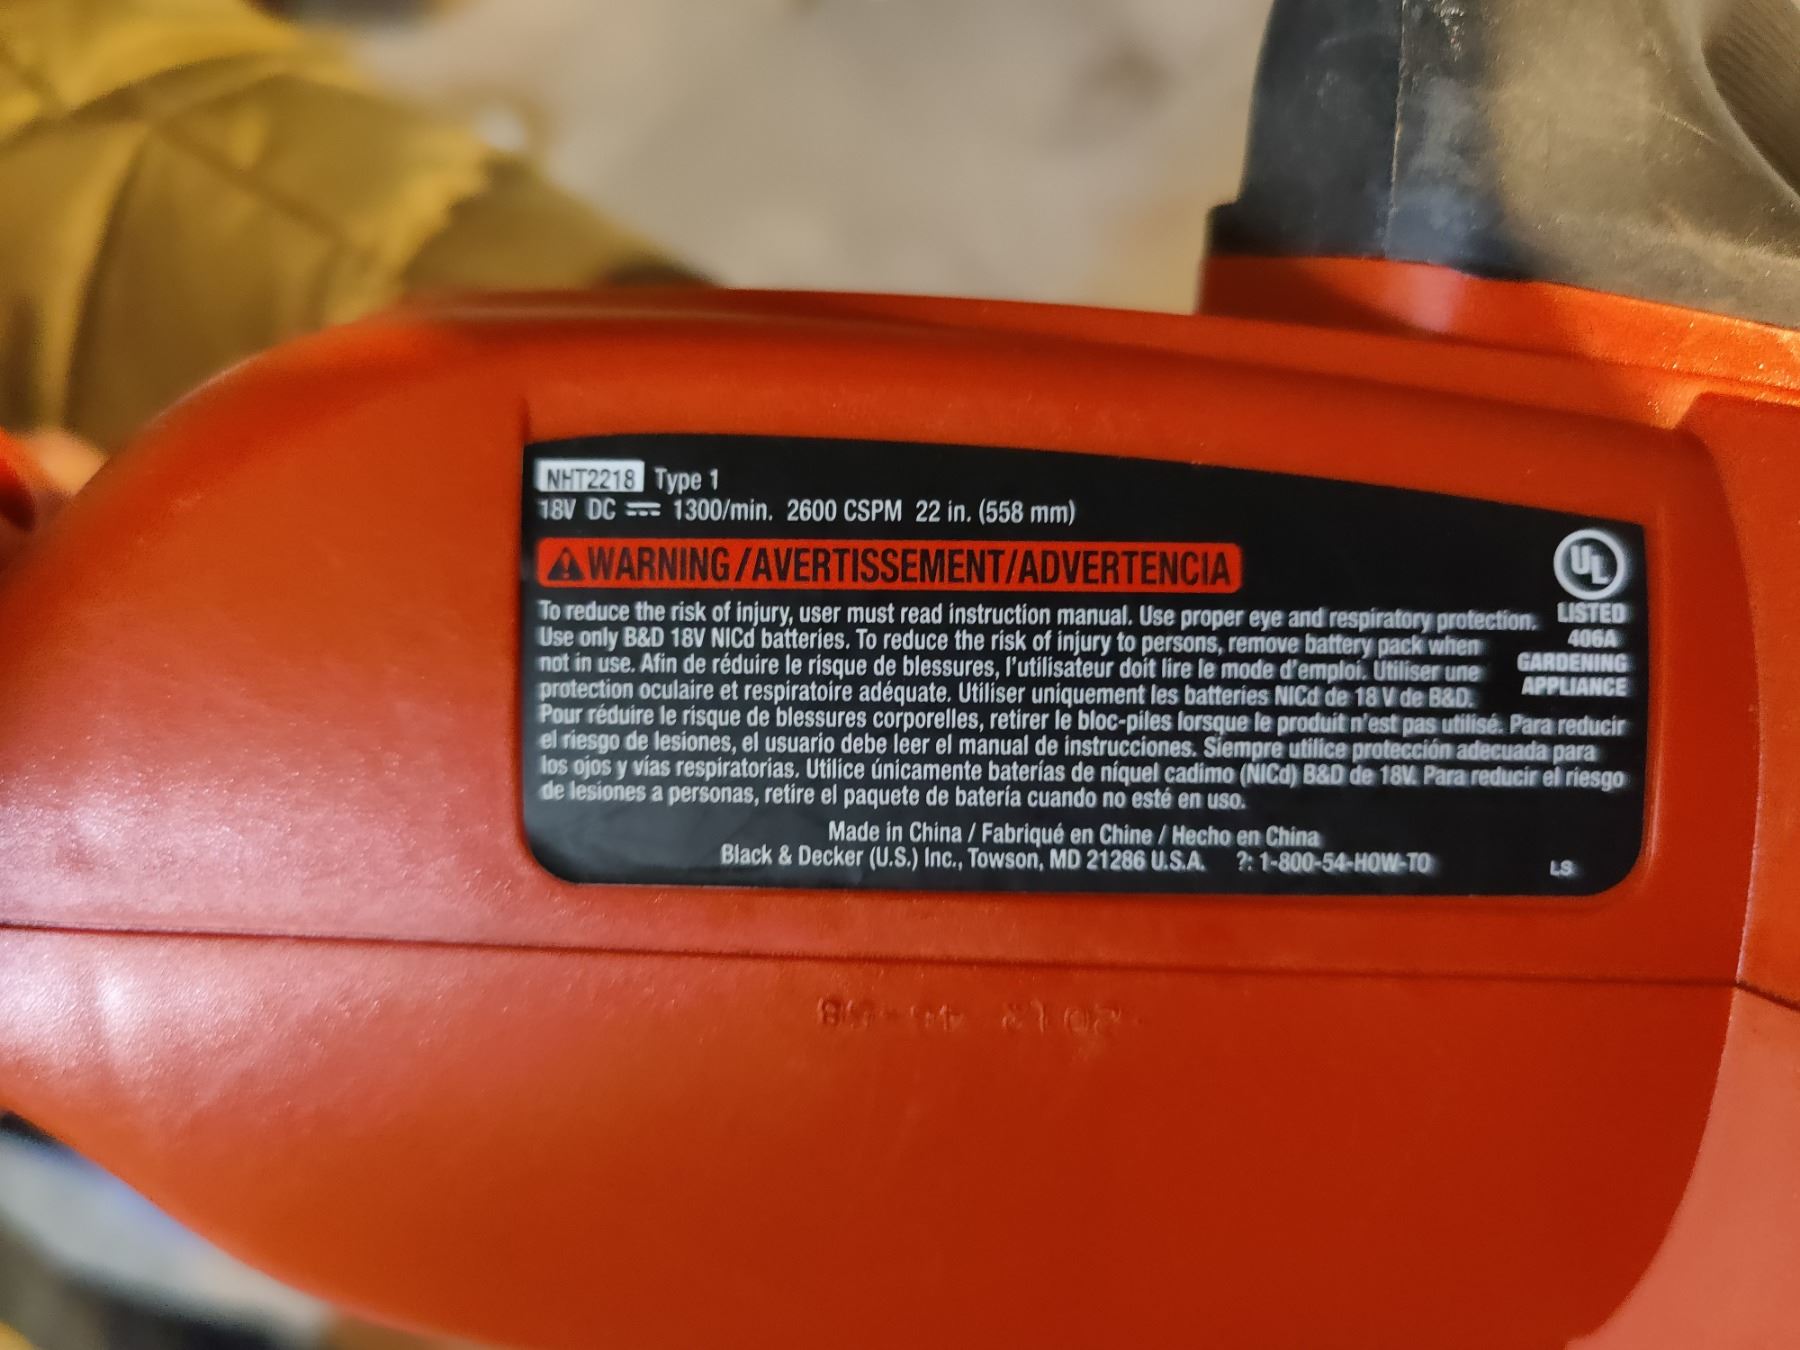 NHT2218 Type 1
18V DC 1300/min. 2600 CSPM 22 in. (558 mm)
WARNING/AVERTISSEMENT/ADVERTENCIA
To reduce the risk of injury, user must read instruction manual. Use proper eye and respiratory protection.
Use only B&D 18V NICd batteries. To reduce the risk of injury to persons, remove battery pack when
not in use. Afin de réduire le risque de blessures, l'utilisateur doit lire le mode d'emploi. Utiliser une
protection oculaire et respiratoire adéquate. Utiliser uniquement les batteries NICd de 18 V de B&D.
Pour réduire le risque de blessures corporelles, retirer le bloc-piles lorsque le produit n'est pas utilisé. Para reducir
el riesgo de lesiones, el usuario debe leer el manual de instrucciones. Siempre utilice protección adecuada para
los ojos y vías respiratorias. Utilice únicamente baterías de níquel cadimo (NICd) B&D de 18V. Para reducir el riesgo
de lesiones a personas, retire el paquete de batería cuando no esté en uso.
Made in China / Fabriqué en Chine / Hecho en China
Black & Decker (U.S.) Inc., Towson, MD 21286 U.S.A. ?: 1-800-54-HOW-TO
LS
UL
LISTED
406A
GARDENING
APPLIANCE